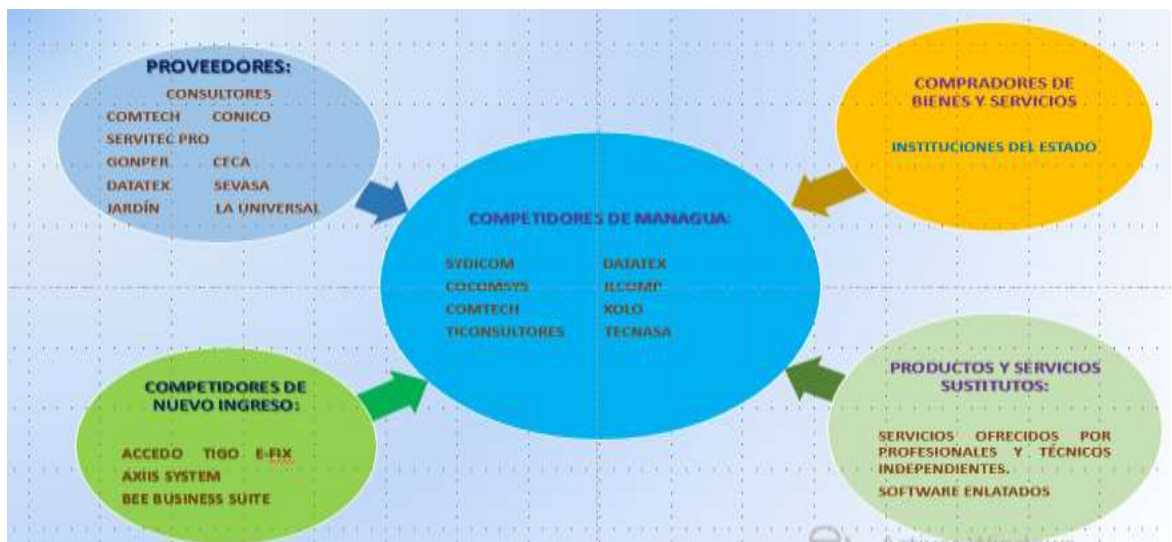 PROVEEDORES:
CONSULTORES
COMTECH CONICO
SERVITEC PRO
GONPER CECA
DATATEX SEVASA
JARDÍN LA UNIVERSAL
COMPRADORES DE
BIENES Y SERVICIOS
INSTITUCIONES DEL ESTADO
COMPETIDORES DE MANAGUA:
SYDICOM DATATEX
COCOMSYS ILCOMP
COMTECH XOLO
TICONSULTORES TECNASA
COMPETIDORES DE
NUEVO INGRESO:
ACCEDO TIGO E-FIX
AXIIS SYSTEM
BEE BUSINESS SUITE
PRODUCTOS Y SERVICIOS
SUSTITUTOS:
SERVICIOS OFRECIDOS POR
PROFESIONALES Y TÉCNICOS
INDEPENDIENTES.
SOFTWARE ENLATADOS